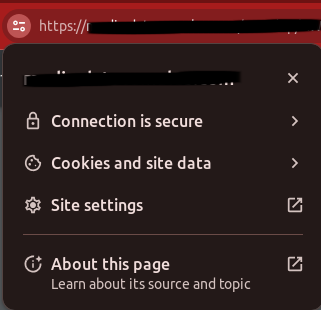 https://
Connection is secure
Cookies and site data
Site settings
About this page
Learn about its source and topic